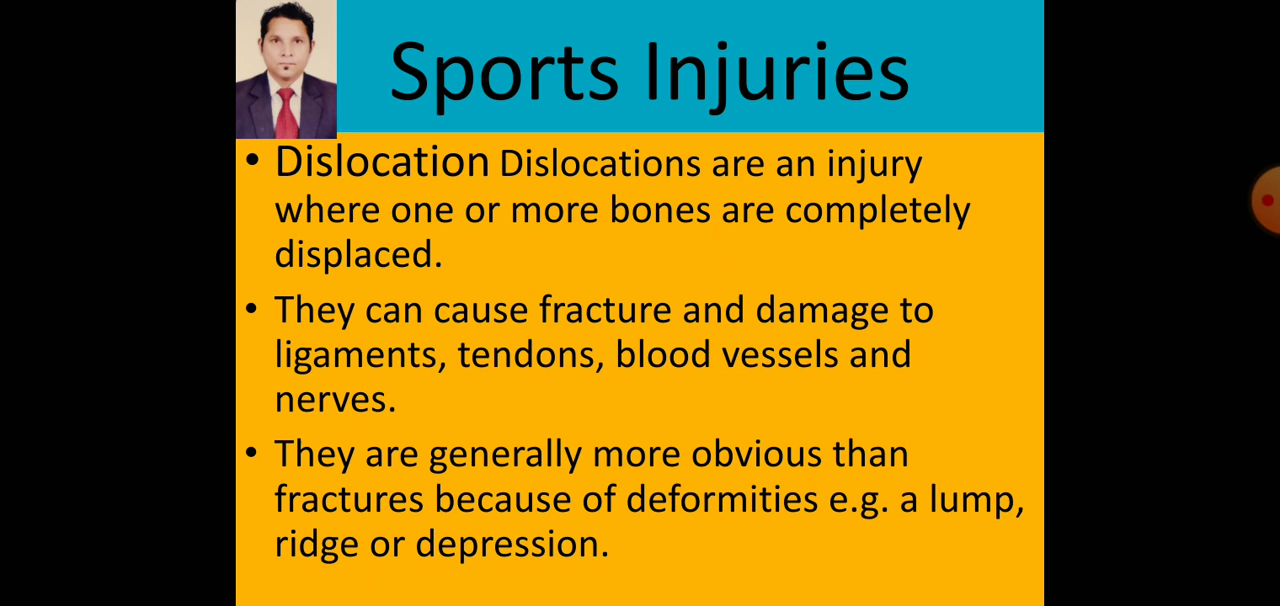 Sports Injuries
• Dislocation Dislocations are an injury
where one or more bones are completely
displaced.
• They can cause fracture and damage to
ligaments, tendons, blood vessels and
nerves.
• They are generally more obvious than
fractures because of deformities e.g. a lump,
ridge or depression.